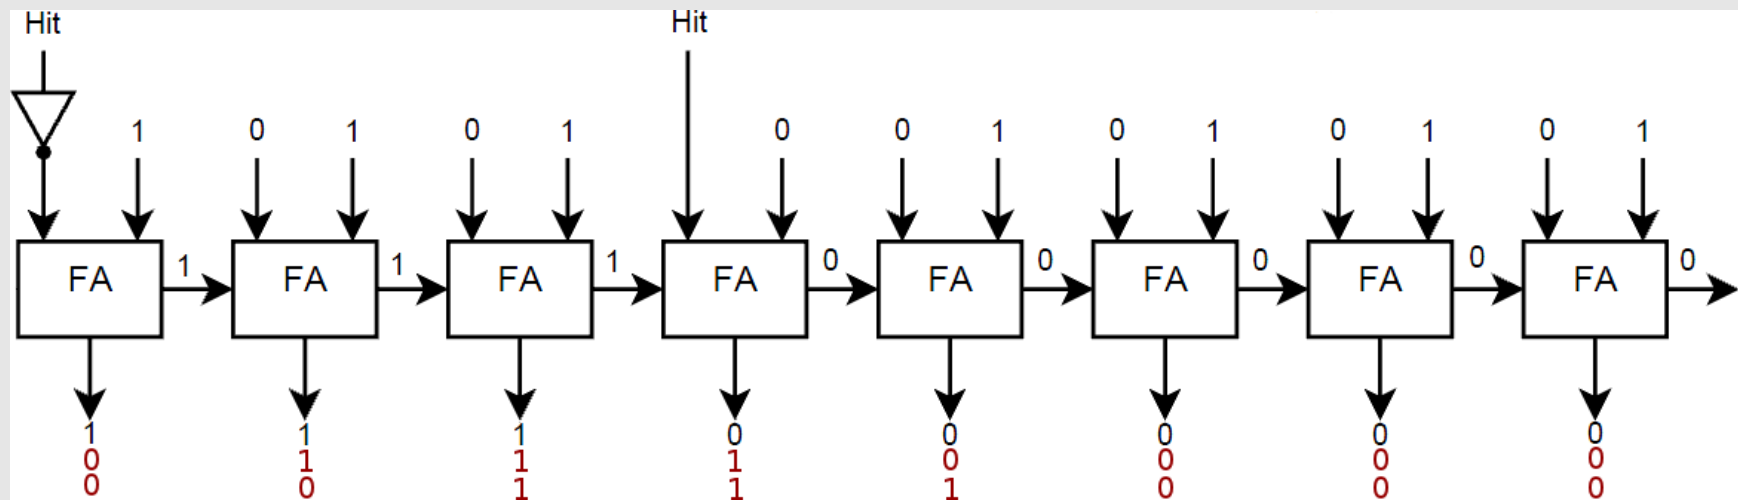 Hit Hit
1 0 1 0 1 0 0 1 0 1 0 1 0 1
FA 1 FA 1 FA 1 FA 0 FA 0 FA 0 FA 0 FA 0
1 1 1 0 0 0 0 0
0 1 1 1 0 0 0 0
0 0 1 1 1 0 0 0